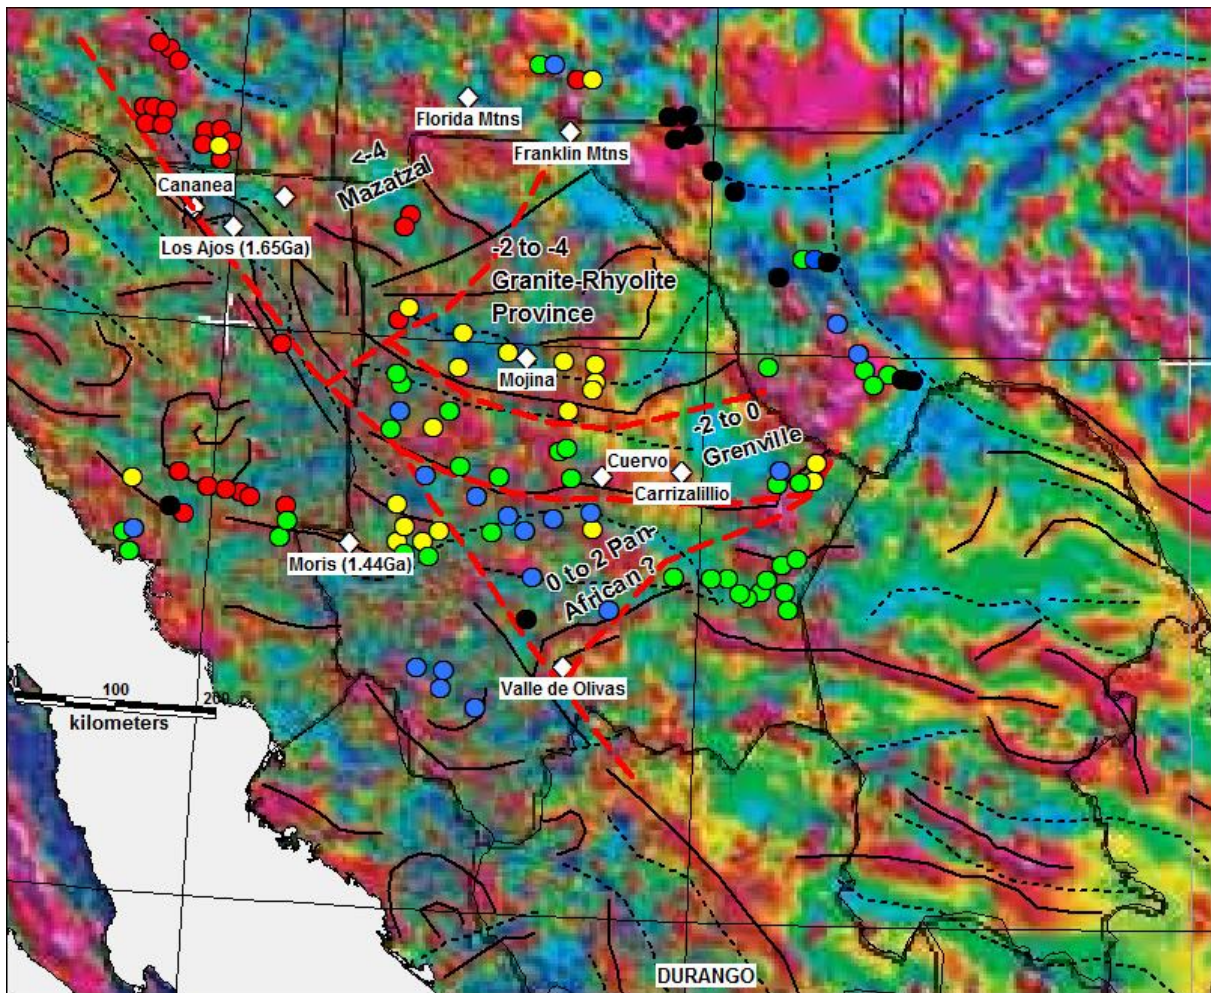 Florida Mtns
Franklin Mtns
<-4
Mazatzal
Cananea
Los Ajos (1.65Ga)
-2 to -4
Granite-Rhyolite
Province
Mojina
-2 to 0
Grenville
Cuervo
Carrizalillio
Moris (1.44Ga)
0 to 2 Pan-
African ?
Valle de Olivas
100
200
kilometers
DURANGO